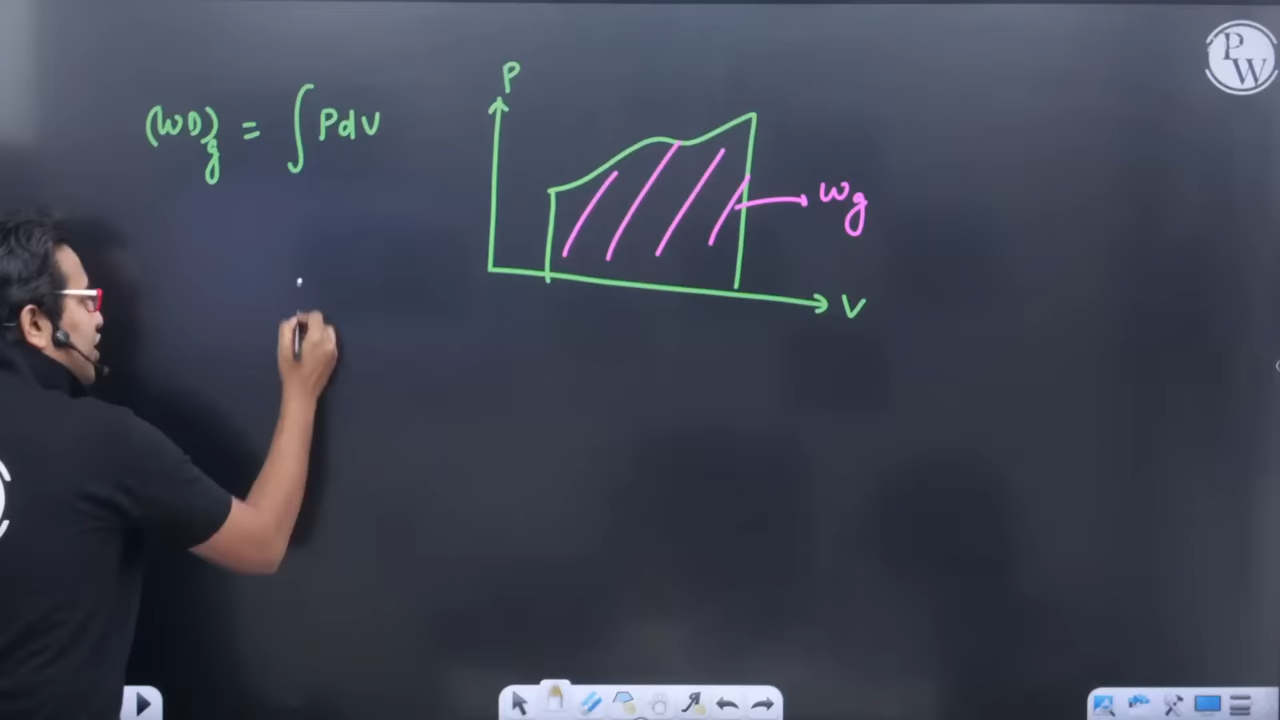 PW
P
(WD)g = ∫ PdV
Wg
V